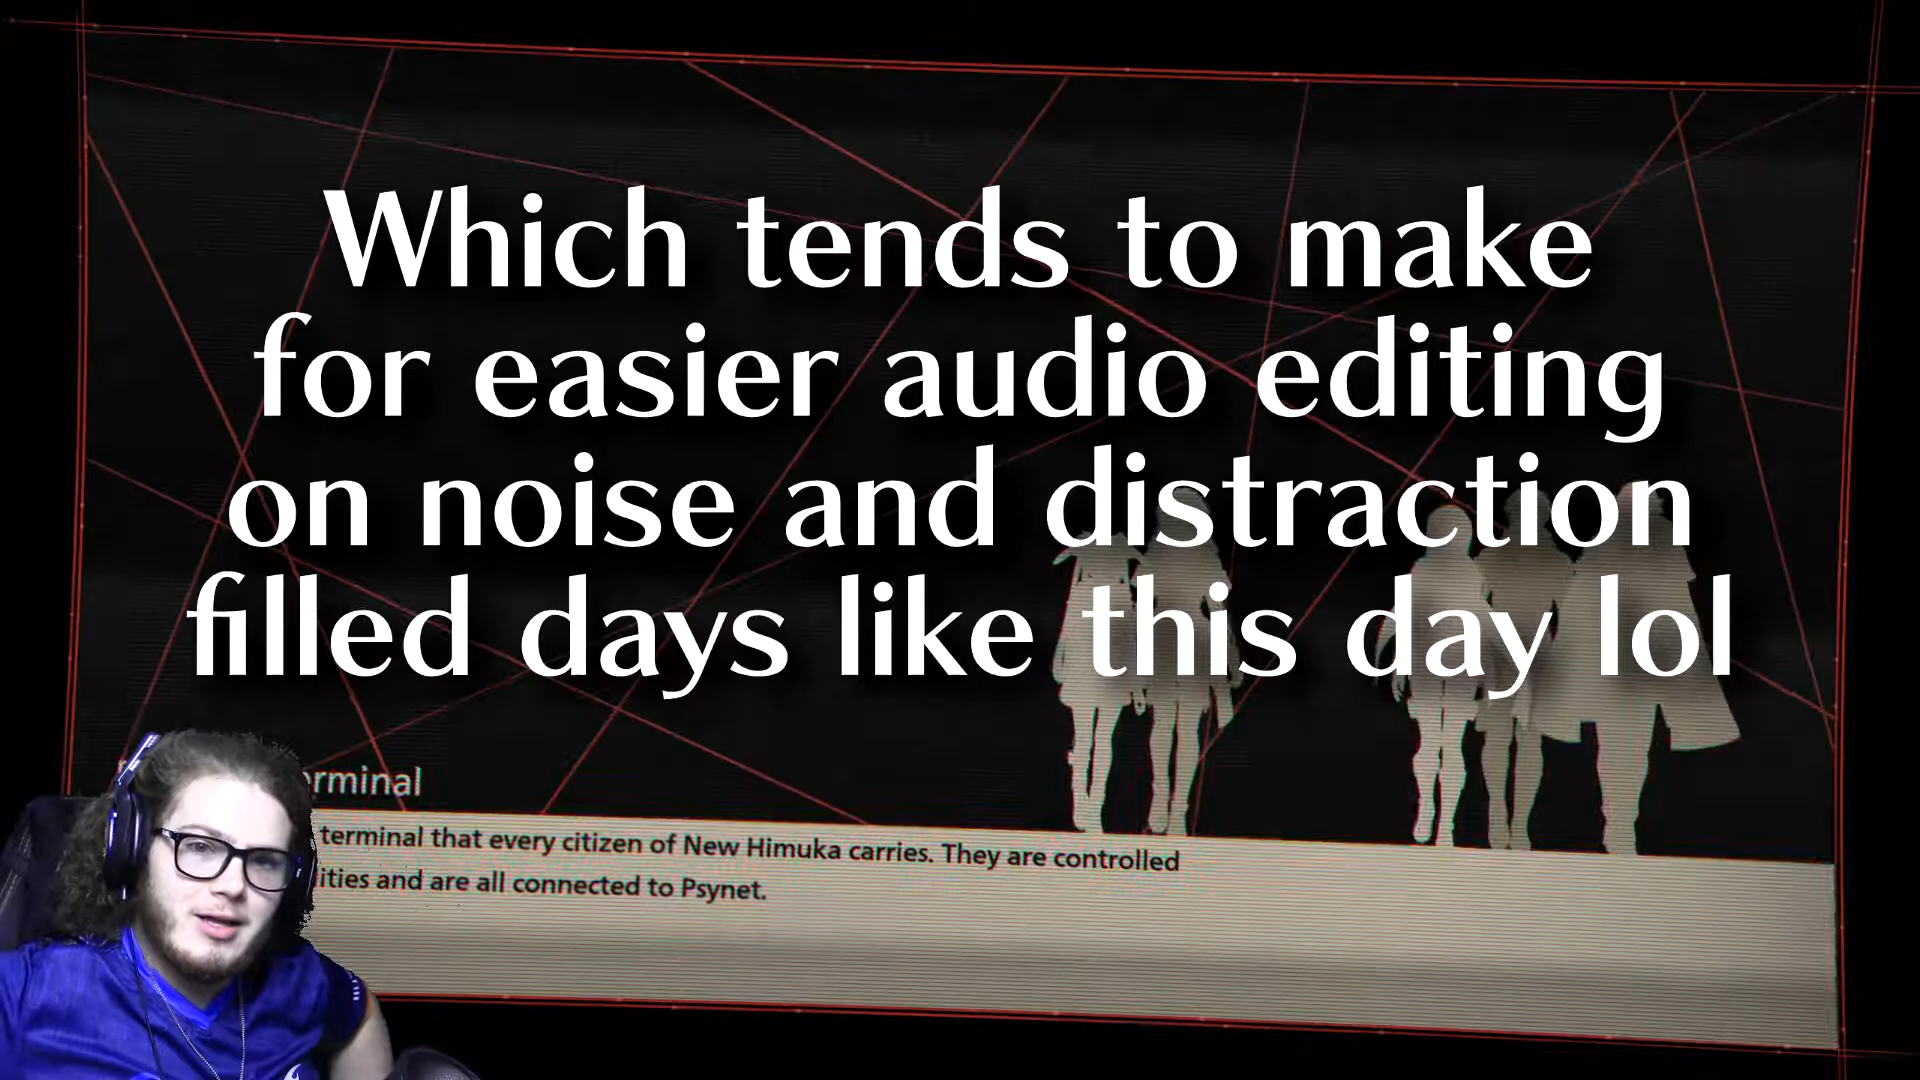 Which tends to make
for easier audio editing
on noise and distraction
filled days like this day lol
erminal
terminal that every citizen of New Himuka carries. They are controlled
ities and are all connected to Psynet.